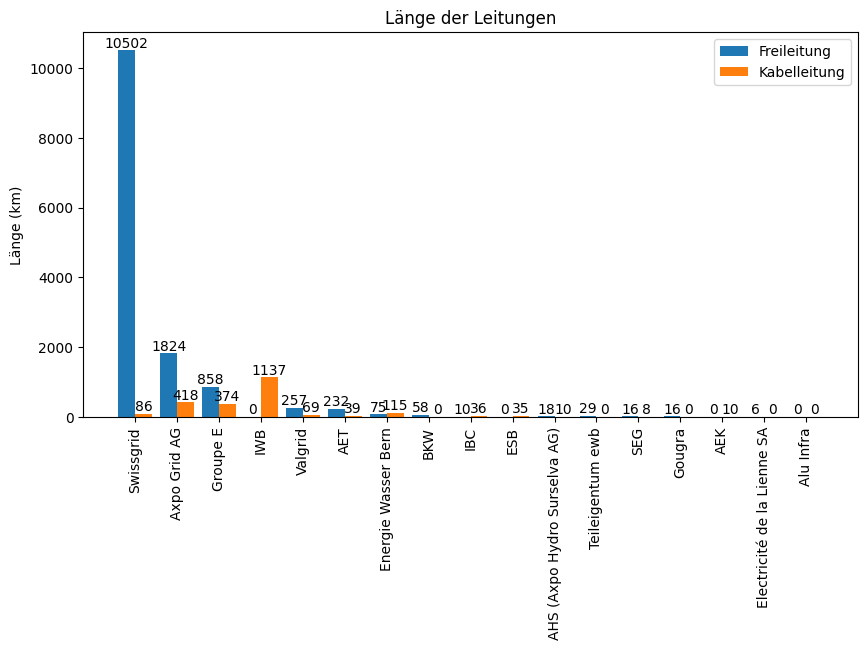 Länge der Leitungen
Freileitung
Kabelleitung
Länge (km)
10000
8000
6000
4000
2000
0
10502
86
1824
418
858
374
0
1137
257
69
232
39
75
115
58
0
10
36
0
35
18
10
29
0
16
8
16
0
0
10
6
0
0
0
Swissgrid
Axpo Grid AG
Groupe E
IWB
Valgrid
AET
Energie Wasser Bern
BKW
IBC
ESB
AHS (Axpo Hydro Surselva AG)
Teileigentum ewb
SEG
Gougra
AEK
Electricité de la Lienne SA
Alu Infra